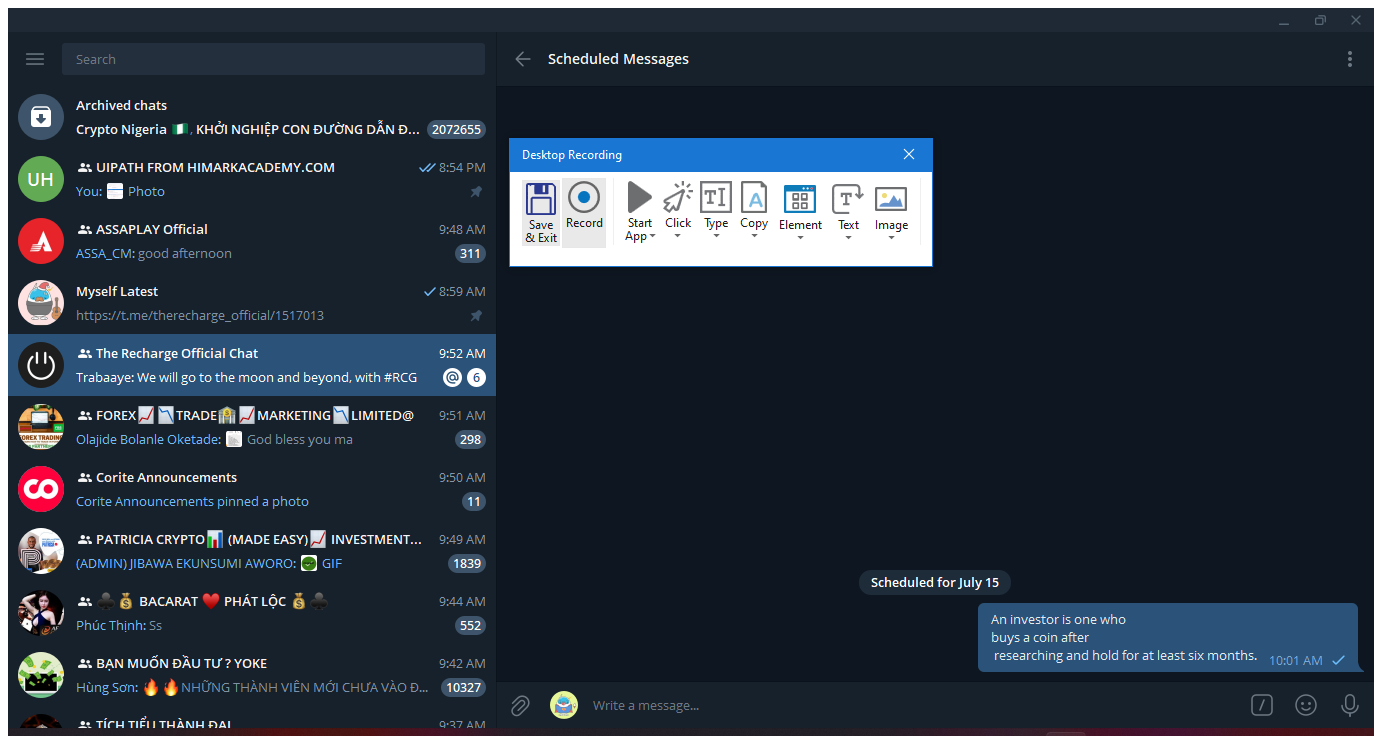 Search
Archived chats
Crypto Nigeria 🇳🇬, KHỞI NGHIỆP CON ĐƯỜNG DẪN Đ... 2072655
UH
UIPATH FROM HIMARKACADEMY.COM 8:54 PM
You: Photo
ASSAPLAY Official 9:48 AM
ASSA_CM: good afternoon 311
Myself Latest 8:59 AM
https://t.me/therecharge_official/1517013
The Recharge Official Chat 9:52 AM
Trabaaye: We will go to the moon and beyond, with #RCG @ 6
FOREX📈📉TRADE🏤📈MARKETING📉LIMITED@ 9:51 AM
Olajide Bolanle Oketade: God bless you ma 298
CO
Corite Announcements 9:50 AM
Corite Announcements pinned a photo 11
PATRICIA CRYPTO📊 (MADE EASY)📈 INVESTMENT... 9:49 AM
(ADMIN) JIBAWA EKUNSUMI AWORO: GIF 1839
♣️💰 BACARAT ♥️ PHÁT LỘC 💰♣️ 9:44 AM
Phúc Thịnh: Ss 552
BẠN MUỐN ĐẦU TƯ ? YOKE 9:42 AM
Hùng Sơn: 🔥🔥NHỮNG THÀNH VIÊN MỚI CHƯA VÀO Đ... 10327
TÍCH TIỂU THÀNH ĐẠI 9:37 AM
Scheduled Messages
Desktop Recording
Save & Exit
Record
Start App
Click
Type
Copy
Element
Text
Image
Scheduled for July 15
An investor is one who
buys a coin after
researching and hold for at least six months. 10:01 AM
Write a message...